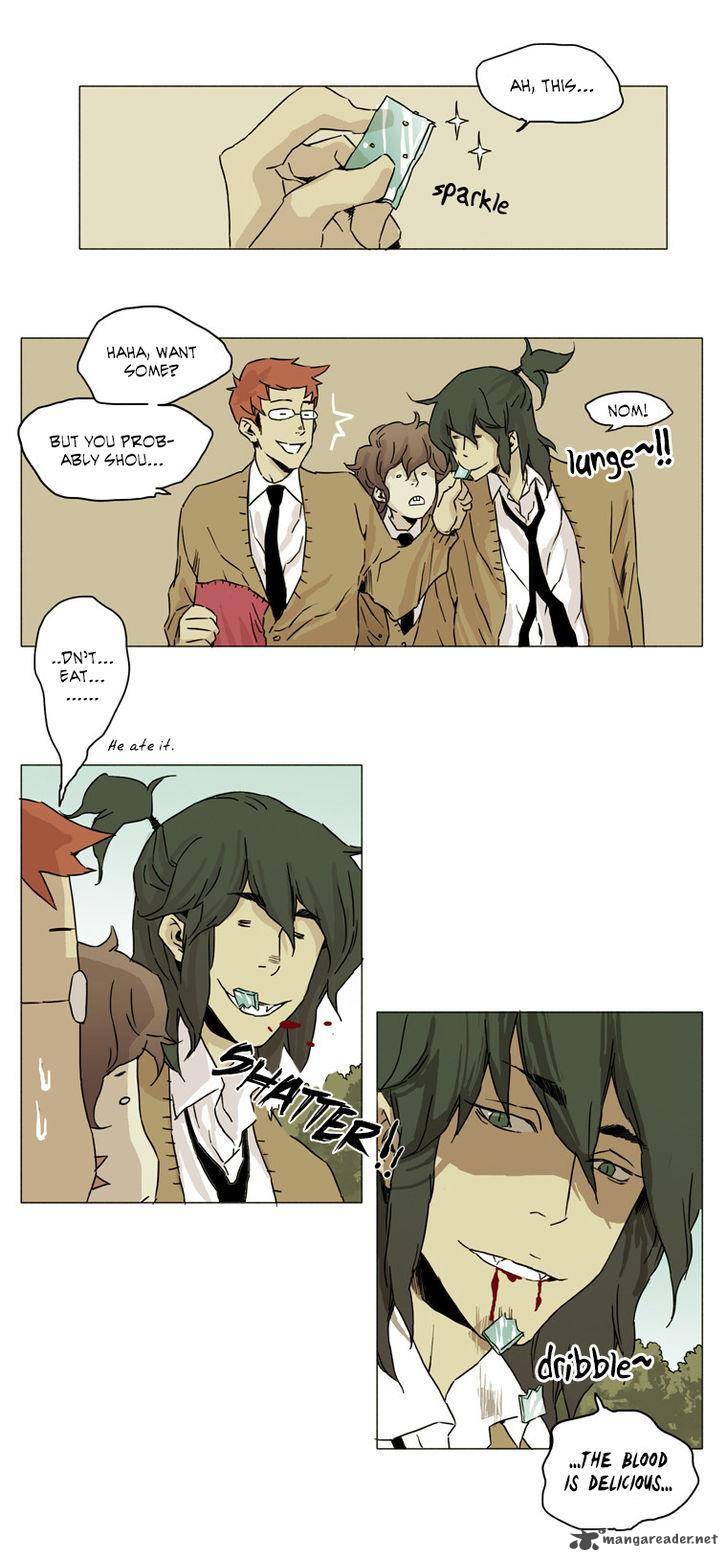 AH, THIS...
sparkle
HAHA, WANT
SOME?
BUT YOU PROB-
ABLY SHOU...
NOM!
lunge~!!
..DN'T...
EAT...
......
He ate it.
SHATTER!!
dribble~
...THE BLOOD
IS DELICIOUS...
mangareader.net